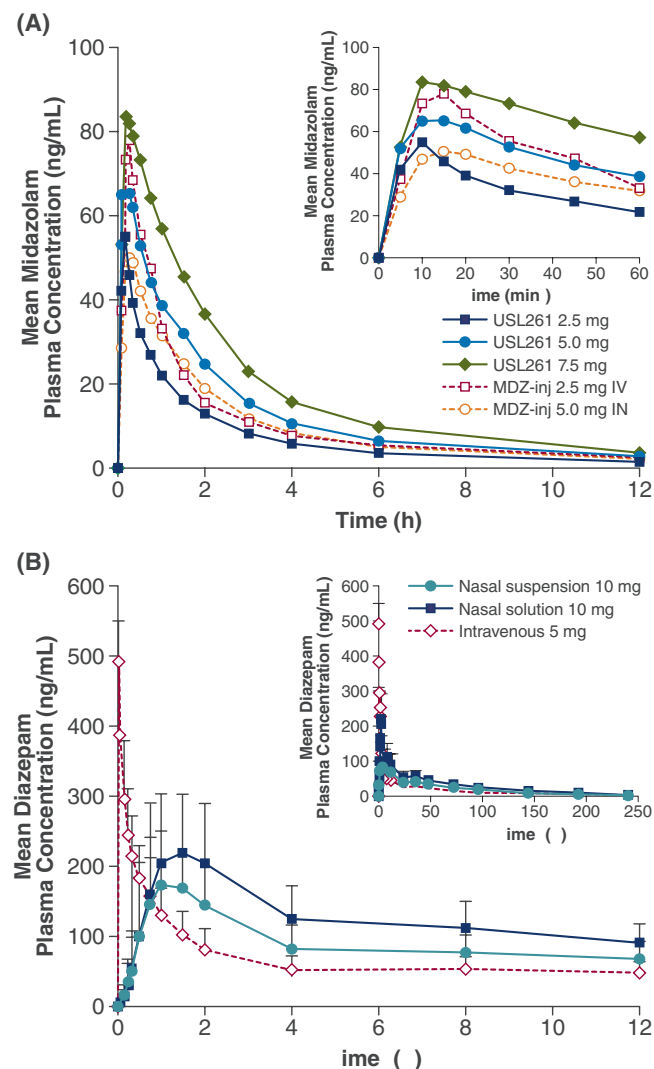 (A)
Mean Midazolam
Plasma Concentration (ng/mL)
100
80
60
40
20
0
0 2 4 6 8 10 12
Time (h)
Mean Midazolam
Plasma Concentration (ng/mL)
100
80
60
40
20
0
0 10 20 30 40 50 60
ime (min )
USL261 2.5 mg
USL261 5.0 mg
USL261 7.5 mg
MDZ-inj 2.5 mg IV
MDZ-inj 5.0 mg IN
(B)
Mean Diazepam
Plasma Concentration (ng/mL)
600
500
400
300
200
100
0
0 2 4 6 8 10 12
ime ( )
Mean Diazepam
Plasma Concentration (ng/mL)
600
500
400
300
200
100
0
0 50 100 150 200 250
ime ( )
Nasal suspension 10 mg
Nasal solution 10 mg
Intravenous 5 mg